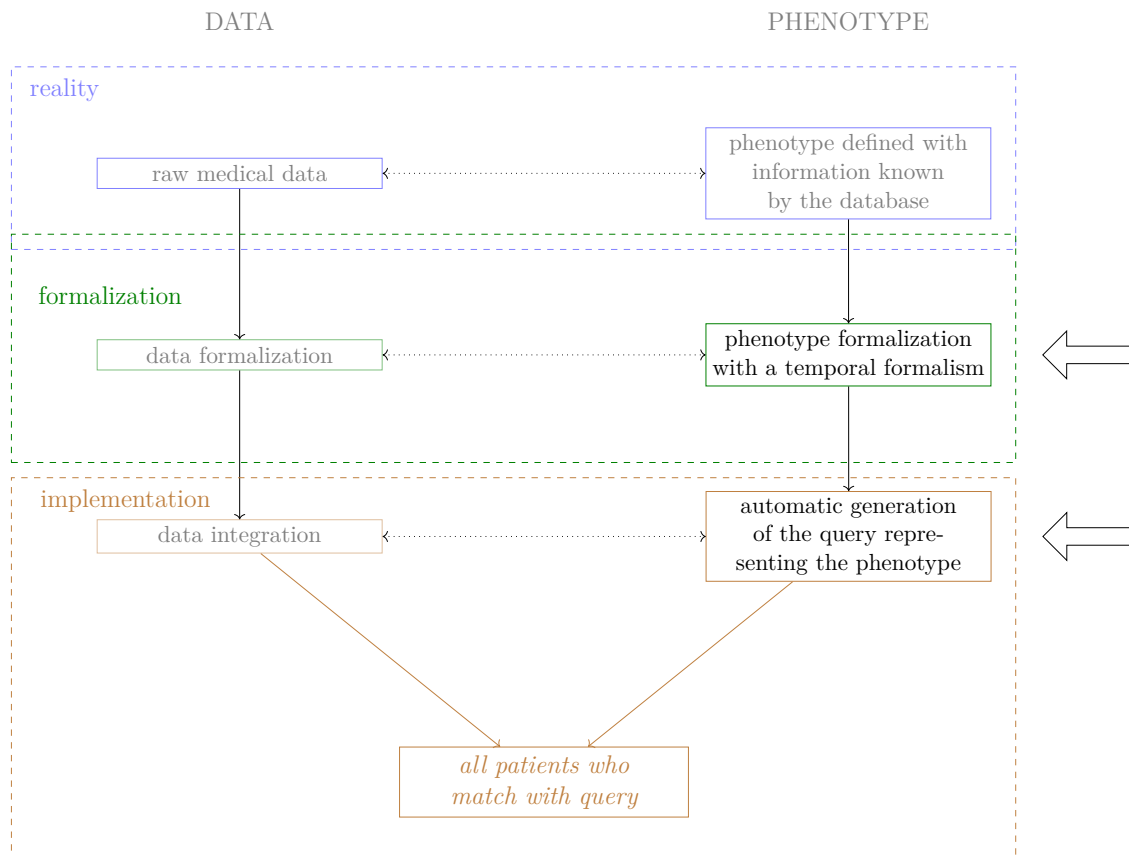 DATA
PHENOTYPE
reality
raw medical data
phenotype defined with
information known
by the database
formalization
data formalization
phenotype formalization
with a temporal formalism
implementation
data integration
automatic generation
of the query repre-
senting the phenotype
all patients who
match with query